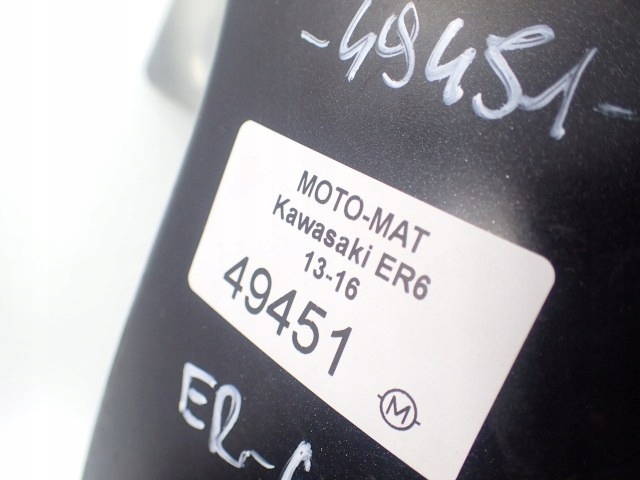 -49451-
MOTO-MAT
Kawasaki ER6
13-16
49451
M